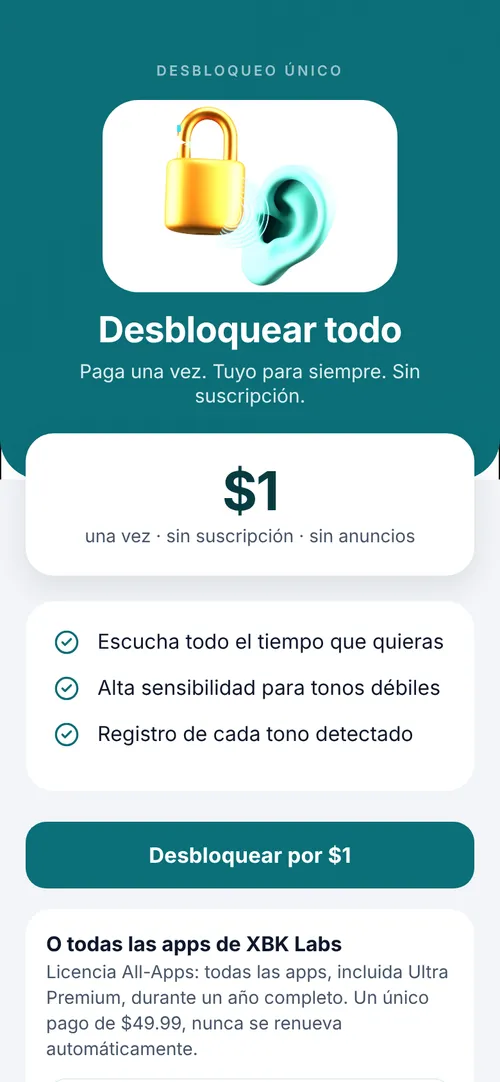 DESBLOQUEO ÚNICO
Desbloquear todo
Paga una vez. Tuyo para siempre. Sin
suscripción.
$1
una vez · sin suscripción · sin anuncios
Escucha todo el tiempo que quieras
Alta sensibilidad para tonos débiles
Registro de cada tono detectado
Desbloquear por $1
O todas las apps de XBK Labs
Licencia All-Apps: todas las apps, incluida Ultra
Premium, durante un año completo. Un único
pago de $49.99, nunca se renueva
automáticamente.